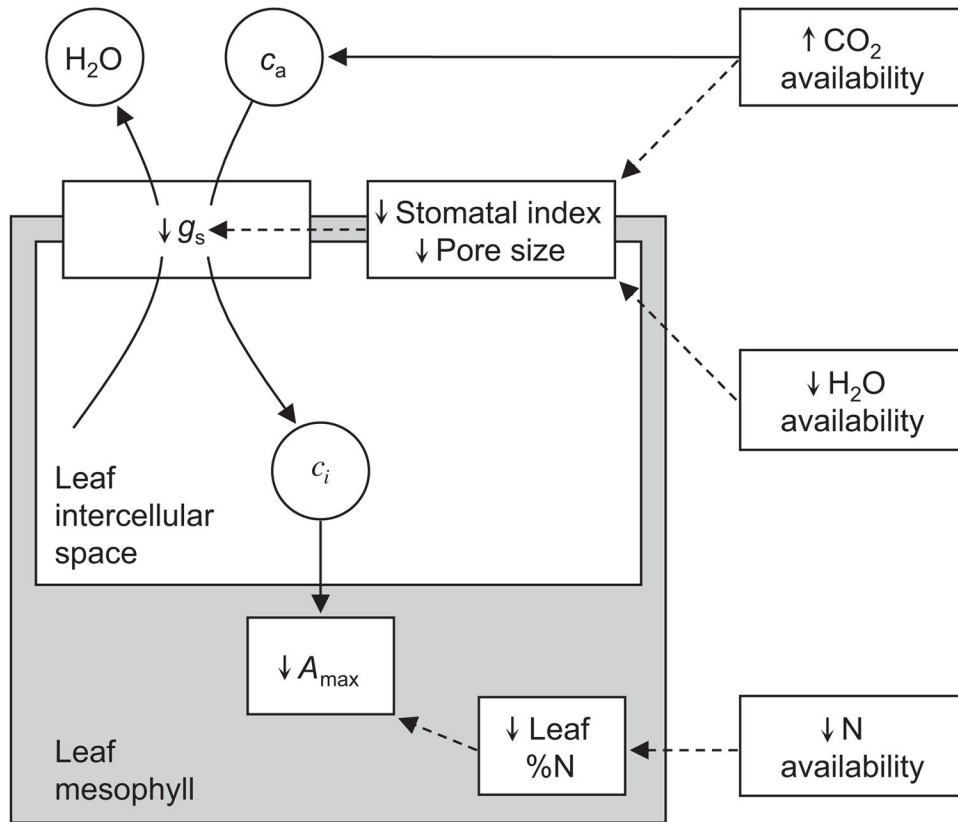 H₂O
cₐ
↑ CO₂
availability
↓ gₛ
↓ Stomatal index
↓ Pore size
↓ H₂O
availability
cᵢ
Leaf
intercellular
space
↓ Aₘₐₓ
↓ Leaf
%N
↓ N
availability
Leaf
mesophyll